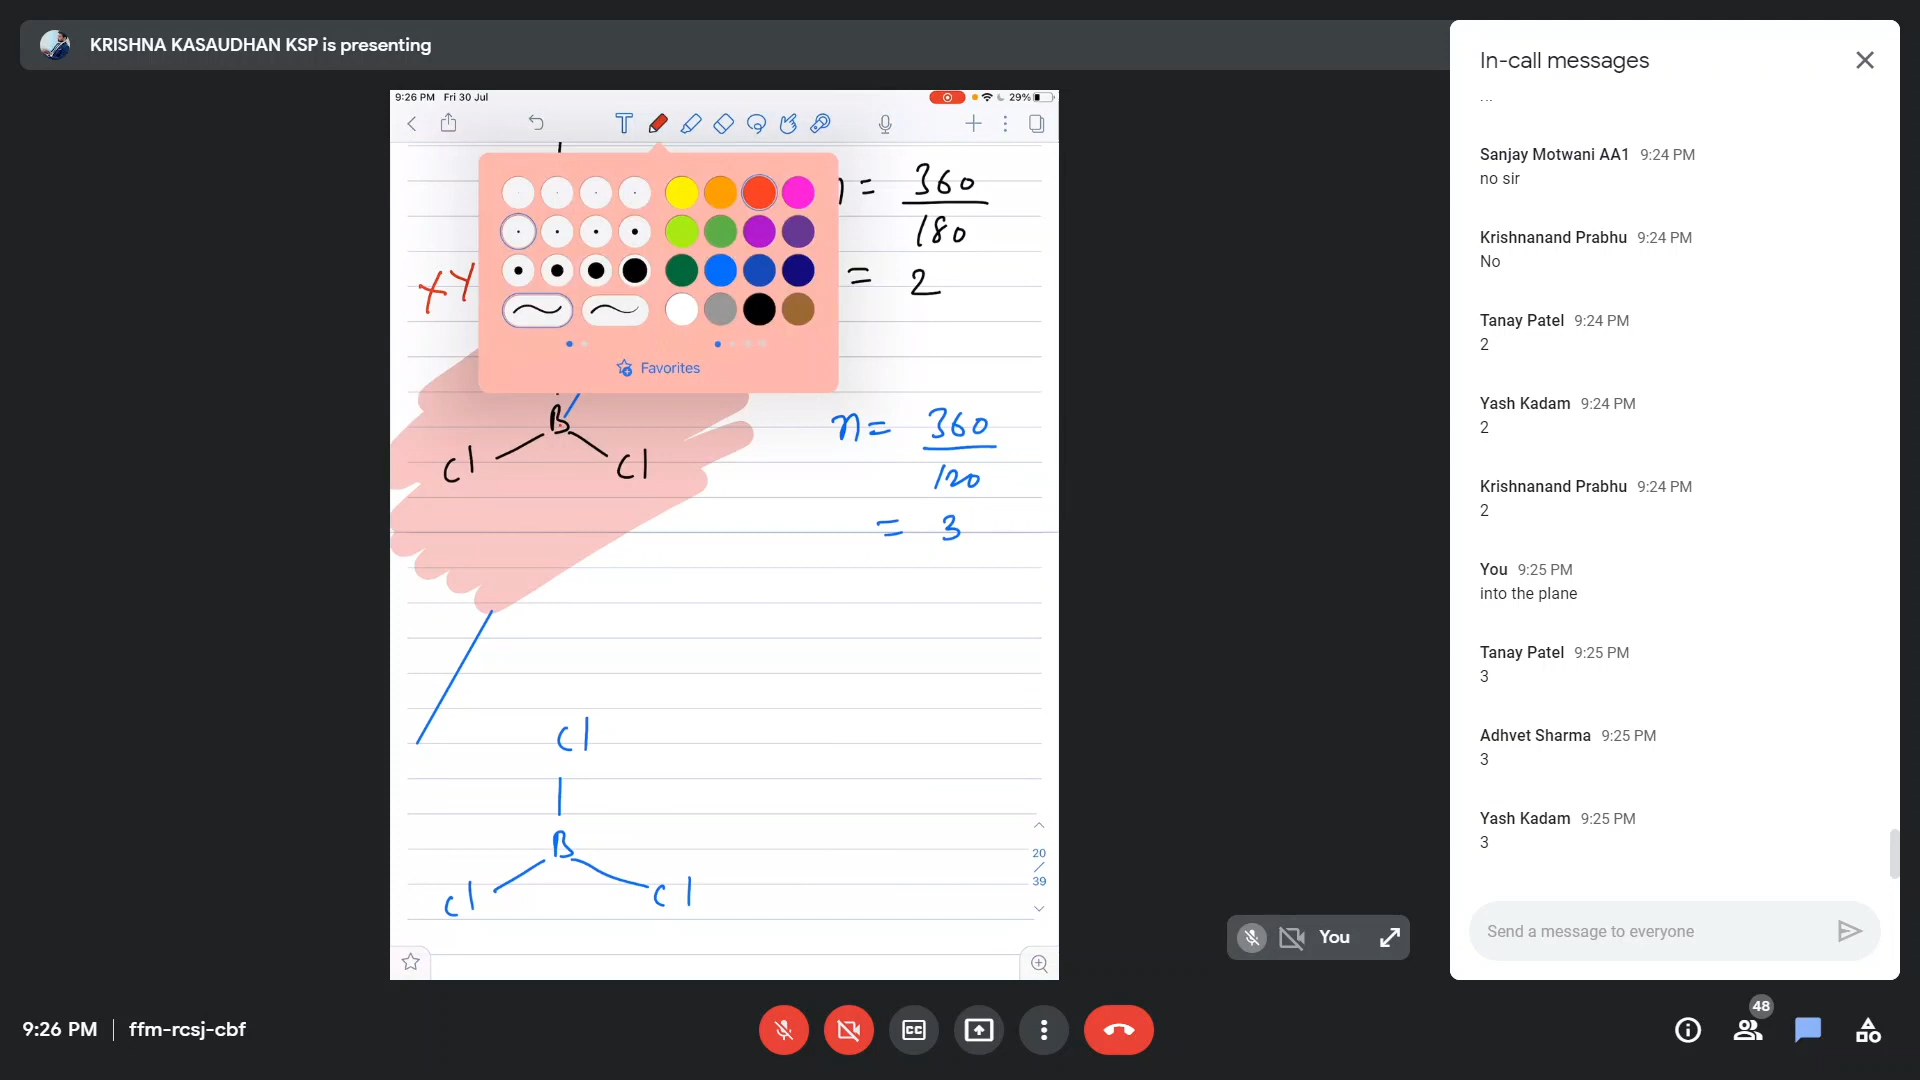 KRISHNA KASAUDHAN KSP is presenting
9:26 PM Fri 30 Jul
29%
T
= 360
180
= 2
XY
Favorites
B
Cl Cl
n = 360
120
= 3
Cl
B
Cl Cl
20
39
You
In-call messages
...
Sanjay Motwani AA1 9:24 PM
no sir
Krishnanand Prabhu 9:24 PM
No
Tanay Patel 9:24 PM
2
Yash Kadam 9:24 PM
2
Krishnanand Prabhu 9:24 PM
2
You 9:25 PM
into the plane
Tanay Patel 9:25 PM
3
Adhvet Sharma 9:25 PM
3
Yash Kadam 9:25 PM
3
Send a message to everyone
9:26 PM ffm-rcsj-cbf
CC
48